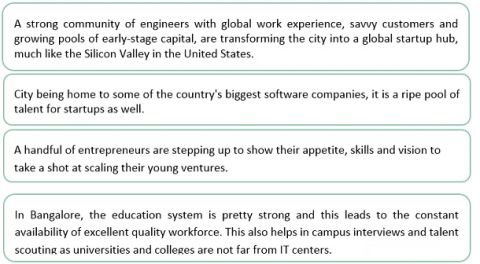 A strong community of engineers with global work experience, savvy customers and
growing pools of early-stage capital, are transforming the city into a global startup hub,
much like the Silicon Valley in the United States.
City being home to some of the country's biggest software companies, it is a ripe pool of
talent for startups as well.
A handful of entrepreneurs are stepping up to show their appetite, skills and vision to
take a shot at scaling their young ventures.
In Bangalore, the education system is pretty strong and this leads to the constant
availability of excellent quality workforce. This also helps in campus interviews and talent
scouting as universities and colleges are not far from IT centers.